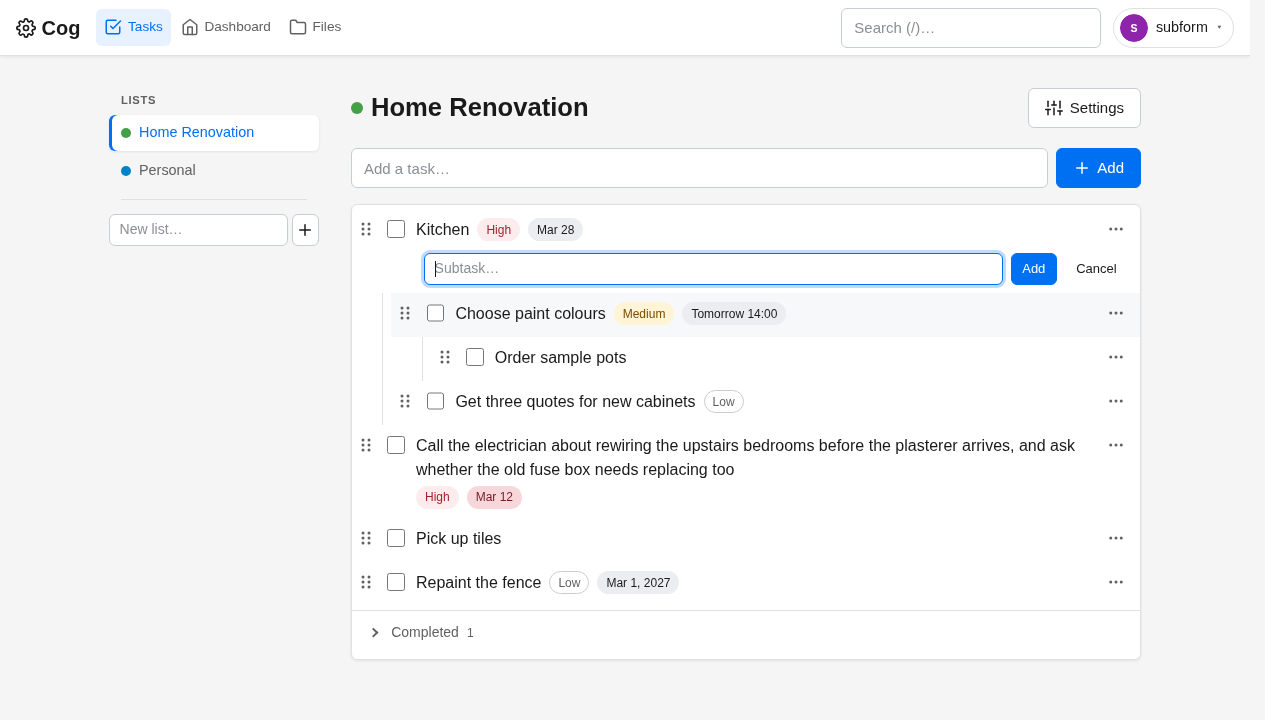 Cog
Tasks
Dashboard
Files
Search (/)…
S
subform
LISTS
Home Renovation
Personal
New list…
Home Renovation
Settings
Add a task…
Add
Kitchen High Mar 28
Subtask…
Add
Cancel
Choose paint colours Medium Tomorrow 14:00
Order sample pots
Get three quotes for new cabinets Low
Call the electrician about rewiring the upstairs bedrooms before the plasterer arrives, and ask
whether the old fuse box needs replacing too
High Mar 12
Pick up tiles
Repaint the fence Low Mar 1, 2027
Completed 1